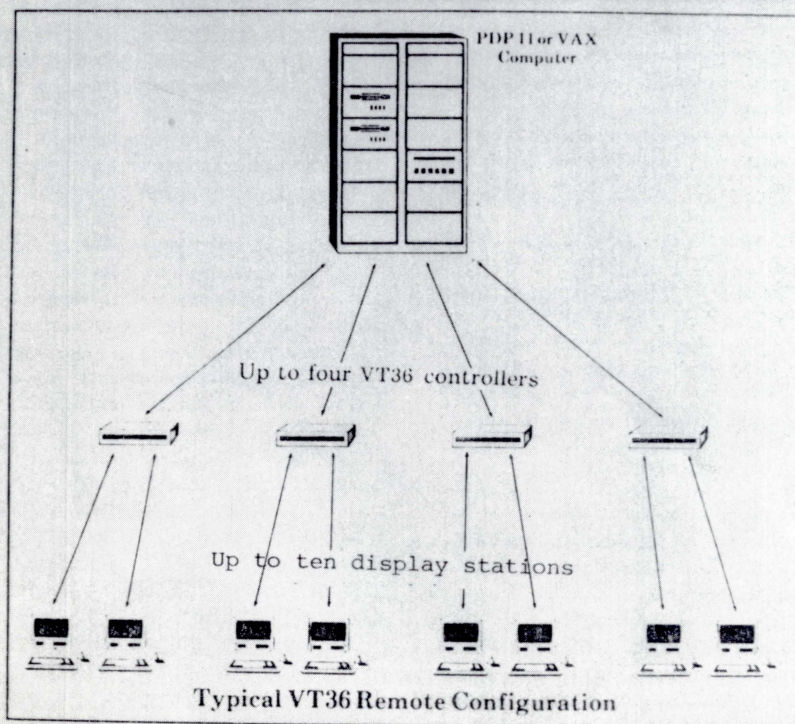 PDP 11 or VAX
Computer
Up to four VT36 controllers
Up to ten display stations
Typical VT36 Remote Configuration